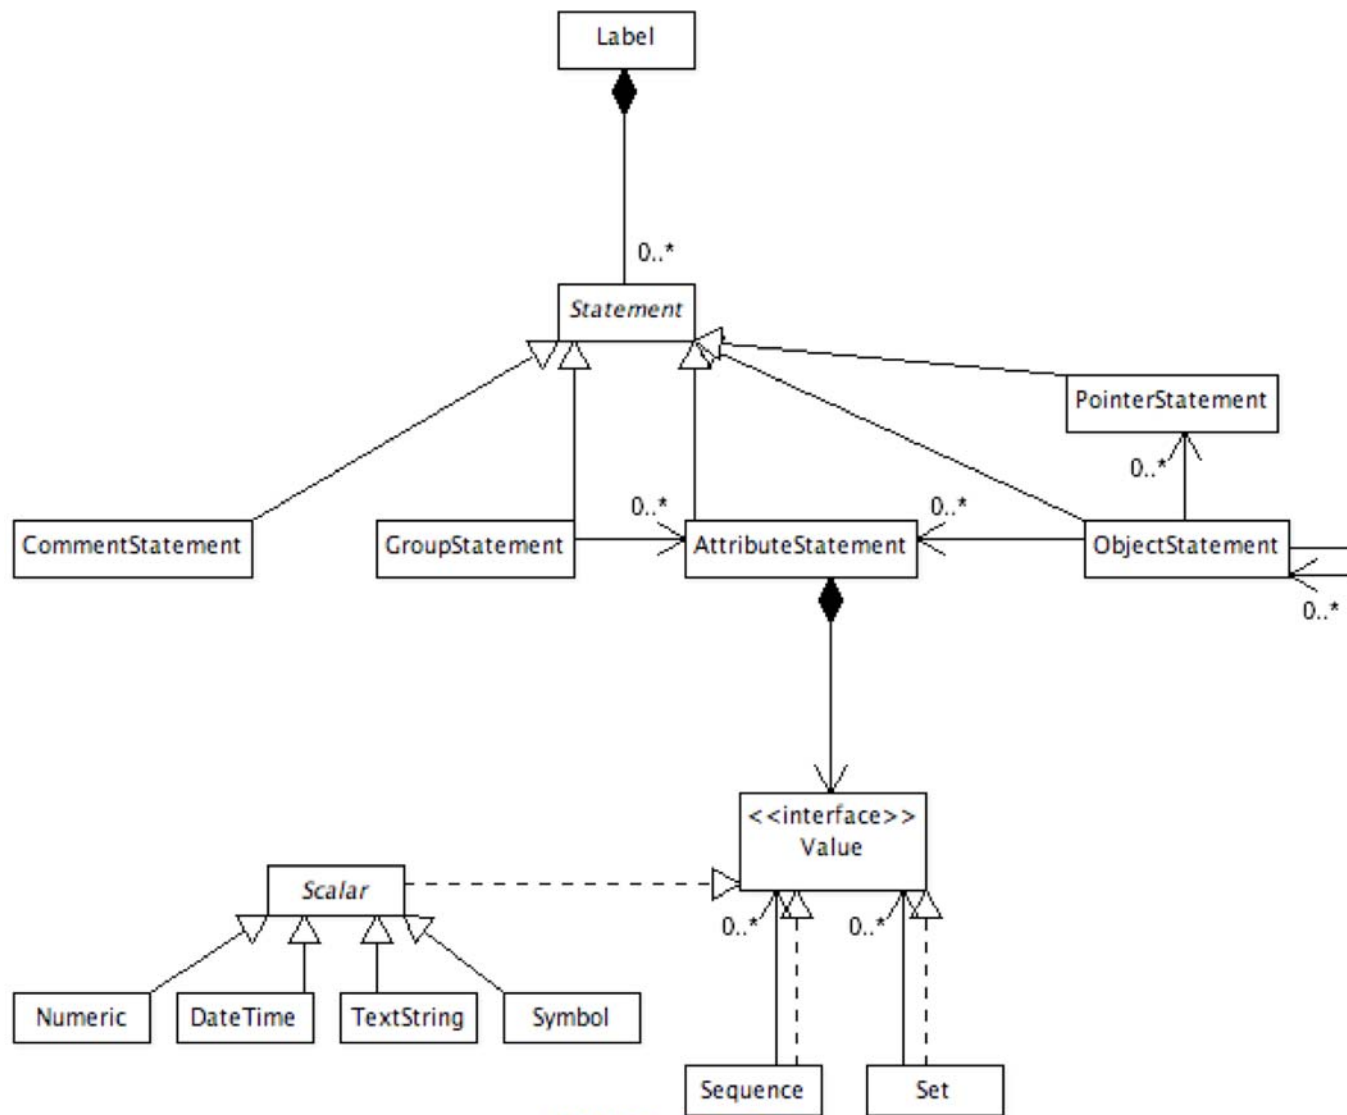 Label
0..*
Statement
PointerStatement
0..*
0..*
0..*
CommentStatement
GroupStatement
AttributeStatement
ObjectStatement
0..*
<<interface>>
Value
Scalar
0..*
0..*
Numeric
DateTime
TextString
Symbol
Sequence
Set